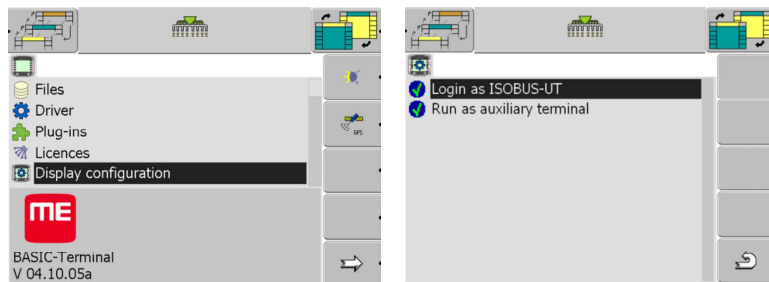 Files
Driver
Plug-ins
Licences
Display configuration
ME
BASIC-Terminal
V 04.10.05a
GPS
Login as ISOBUS-UT
Run as auxiliary terminal